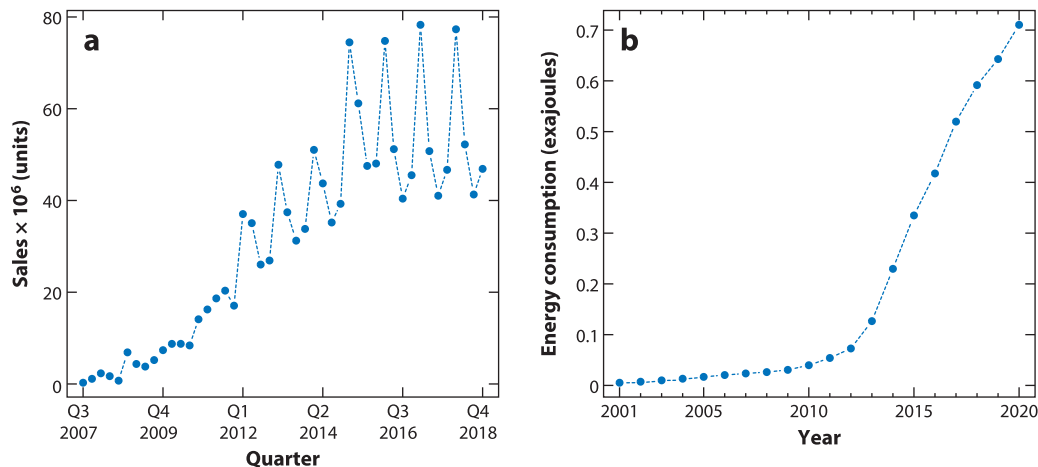 a
80
60
40
20
0
Sales × 10⁶ (units)
Q3 Q4 Q1 Q2 Q3 Q4
2007 2009 2012 2014 2016 2018
Quarter
b
0.7
0.6
0.5
0.4
0.3
0.2
0.1
0
Energy consumption (exajoules)
2001 2005 2010 2015 2020
Year